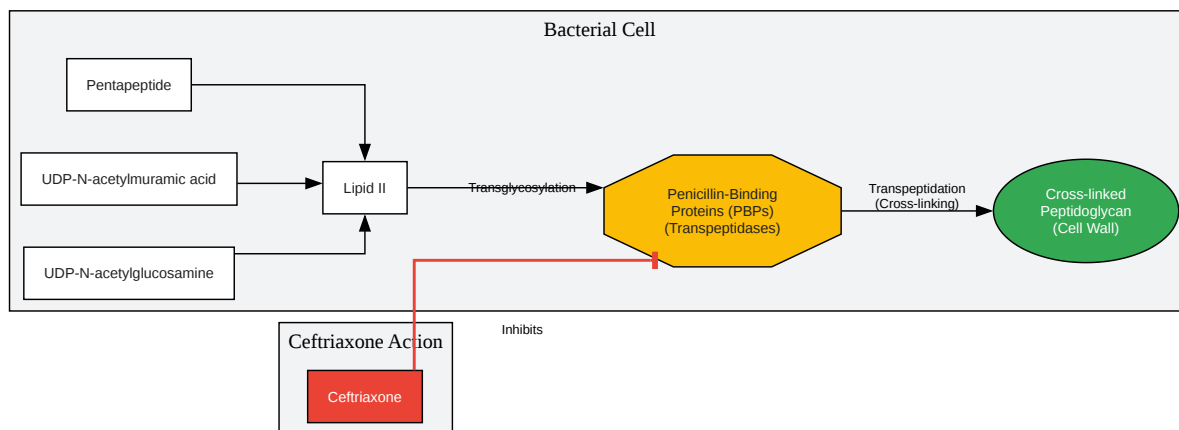 Bacterial Cell
Pentapeptide
UDP-N-acetylmuramic acid
UDP-N-acetylglucosamine
Lipid II
Transglycosylation
Penicillin-Binding
Proteins (PBPs)
(Transpeptidases)
Transpeptidation
(Cross-linking)
Cross-linked
Peptidoglycan
(Cell Wall)
Inhibits
Ceftriaxone Action
Ceftriaxone